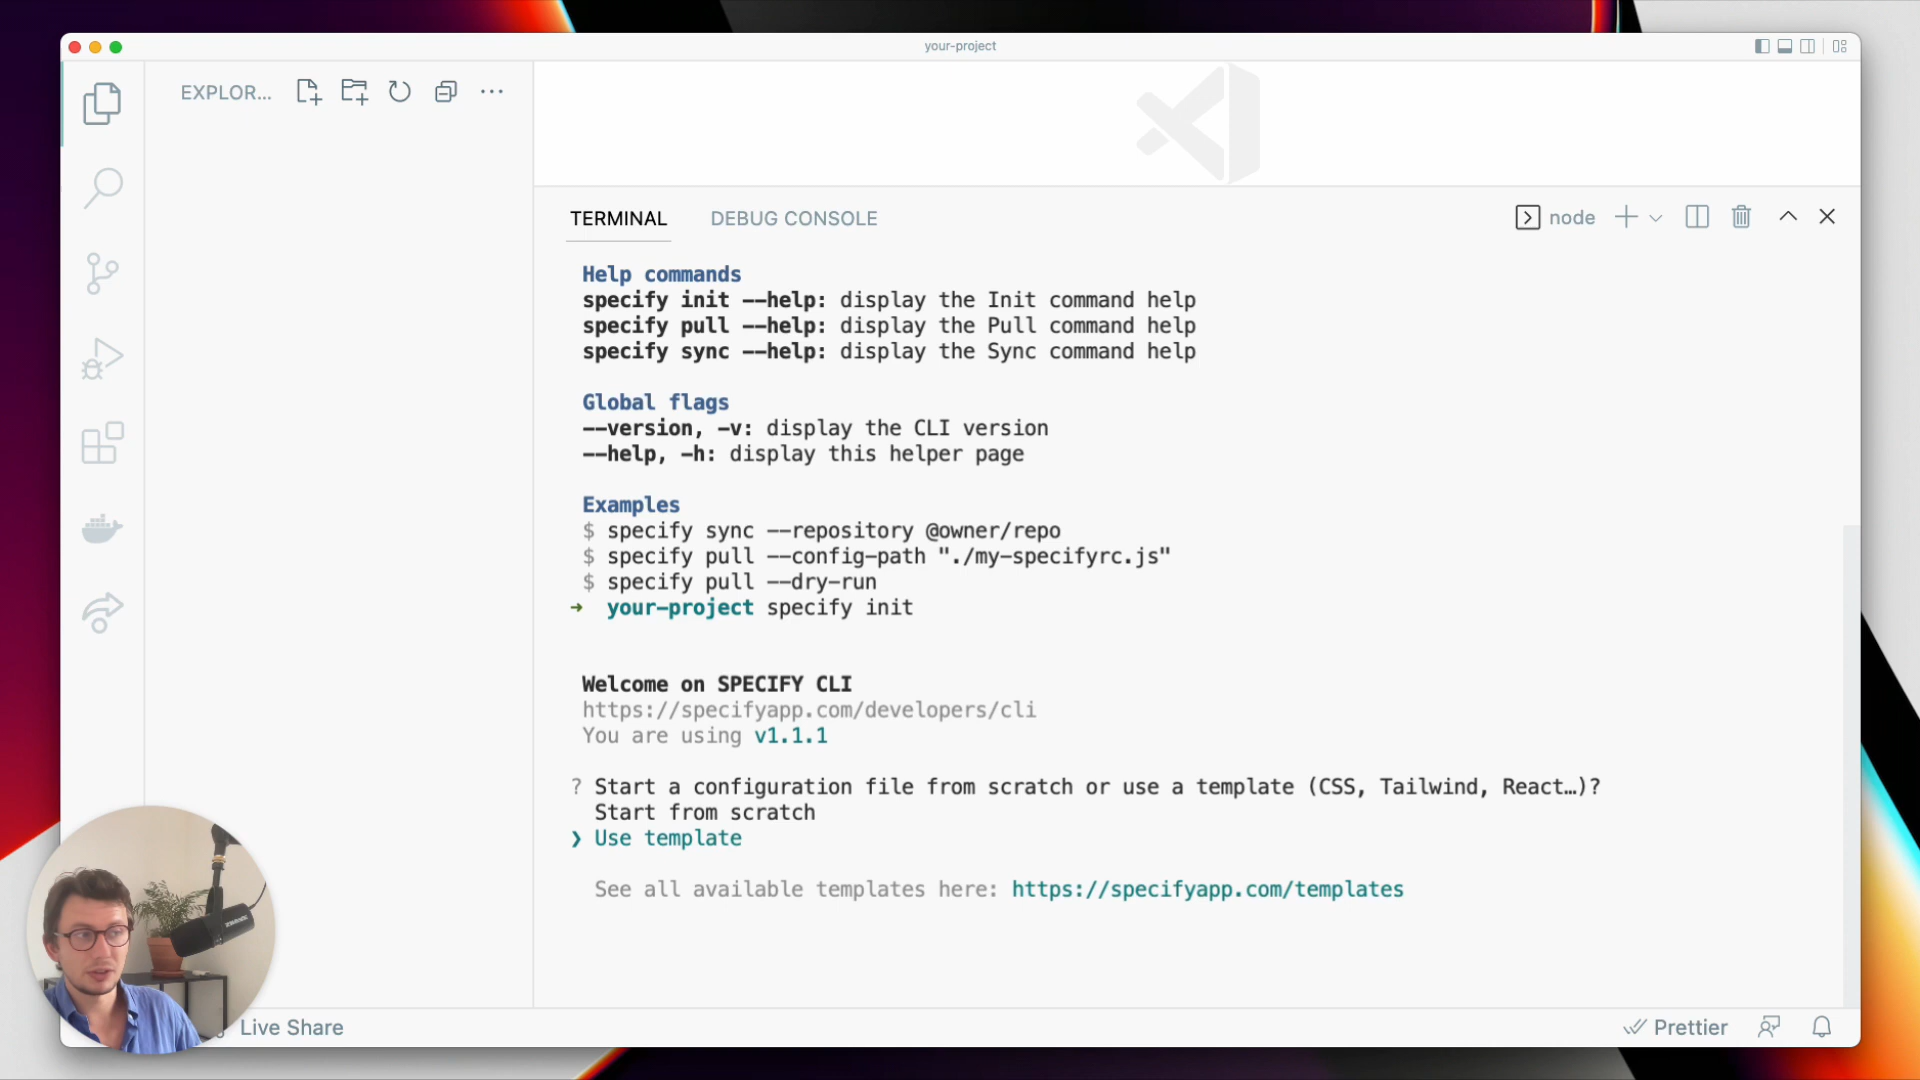 your-project
EXPLOR...
TERMINAL
DEBUG CONSOLE
node
Help commands
specify init --help: display the Init command help
specify pull --help: display the Pull command help
specify sync --help: display the Sync command help
Global flags
--version, -v: display the CLI version
--help, -h: display this helper page
Examples
$ specify sync --repository @owner/repo
$ specify pull --config-path "./my-specifyrc.js"
$ specify pull --dry-run
➜ your-project specify init
Welcome on SPECIFY CLI
https://specifyapp.com/developers/cli
You are using v1.1.1
? Start a configuration file from scratch or use a template (CSS, Tailwind, React…)?
Start from scratch
❯ Use template
See all available templates here: https://specifyapp.com/templates
Live Share
Prettier